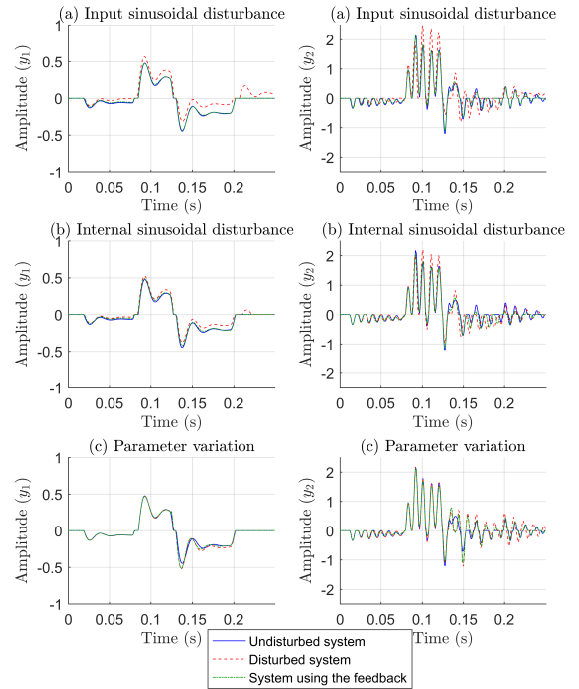 (a) Input sinusoidal disturbance
Amplitude (y1)
1
0.5
0
-0.5
-1
0 0.05 0.1 0.15 0.2
Time (s)
(a) Input sinusoidal disturbance
Amplitude (y2)
2
1
0
-1
-2
0 0.05 0.1 0.15 0.2
Time (s)
(b) Internal sinusoidal disturbance
Amplitude (y1)
1
0.5
0
-0.5
-1
0 0.05 0.1 0.15 0.2
Time (s)
(b) Internal sinusoidal disturbance
Amplitude (y2)
2
1
0
-1
-2
0 0.05 0.1 0.15 0.2
Time (s)
(c) Parameter variation
Amplitude (y1)
1
0.5
0
-0.5
-1
0 0.05 0.1 0.15 0.2
Time (s)
(c) Parameter variation
Amplitude (y2)
2
1
0
-1
-2
0 0.05 0.1 0.15 0.2
Time (s)
Undisturbed system
Disturbed system
System using the feedback